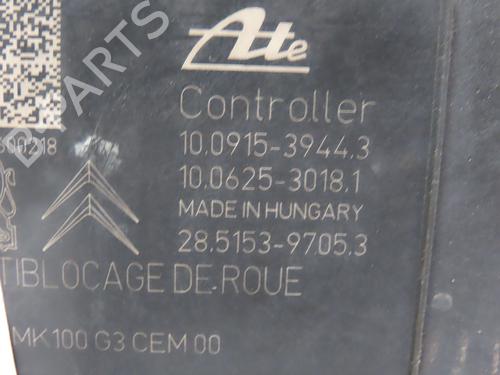 Ate
Controller
600218
10.0915-3944.3
10.0625-3018.1
MADE IN HUNGARY
28.5153-9705.3
TIBLOCAGE DE ROUE
MK100 G3 CEM 00